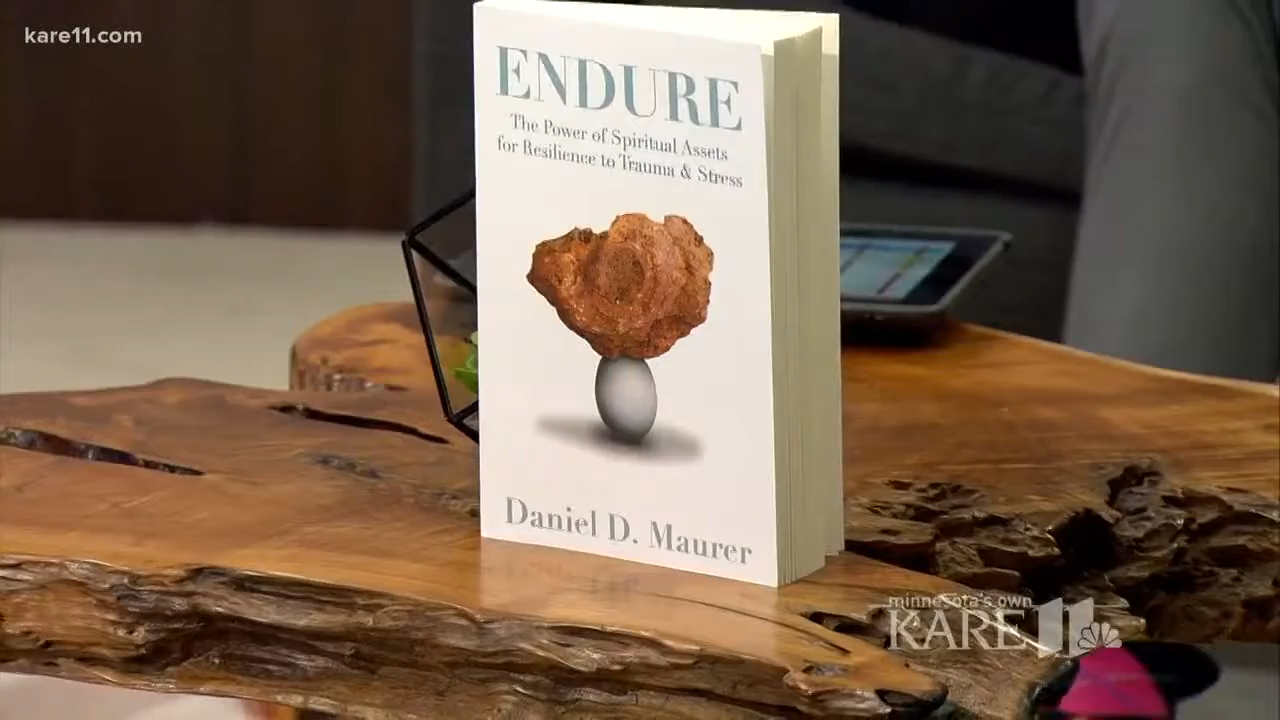 kare11.com
ENDURE
The Power of Spiritual Assets
for Resilience to Trauma & Stress
Daniel D. Maurer
minnesota's own
KARE 11